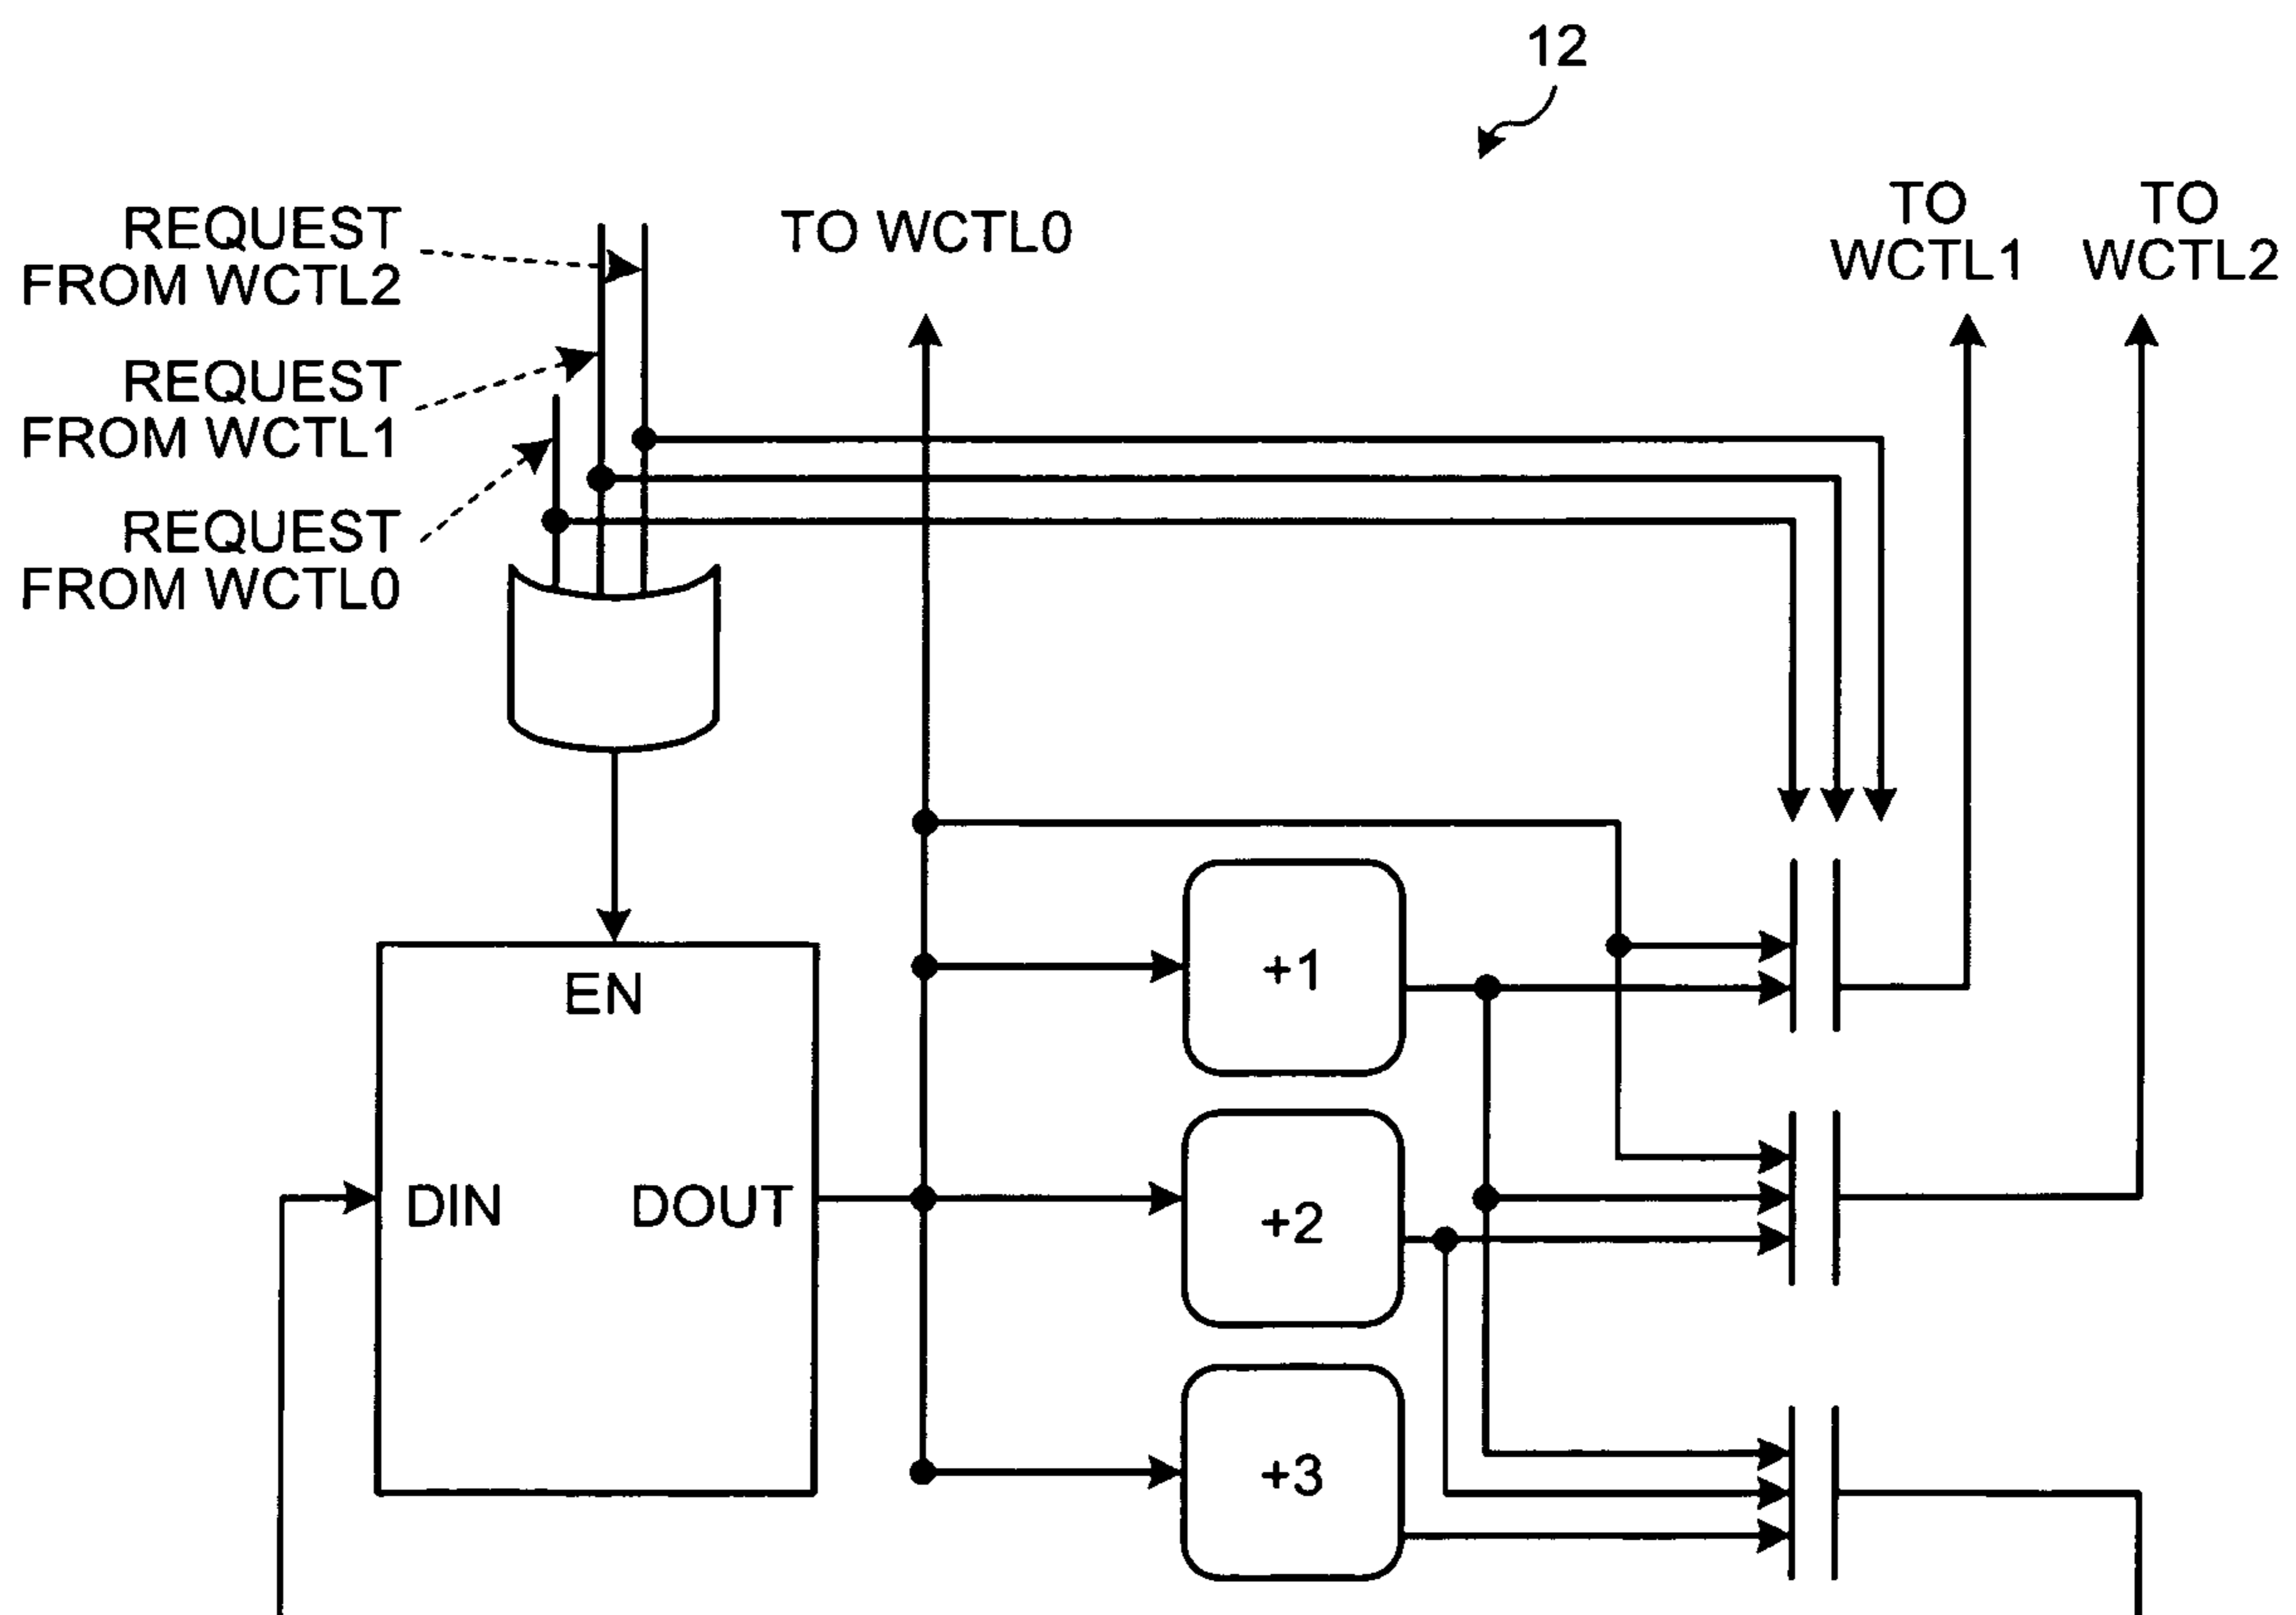 12
REQUEST
FROM WCTL2
REQUEST
FROM WCTL1
REQUEST
FROM WCTL0
TO WCTL0
TO
WCTL1
TO
WCTL2
EN
DIN
DOUT
+1
+2
+3